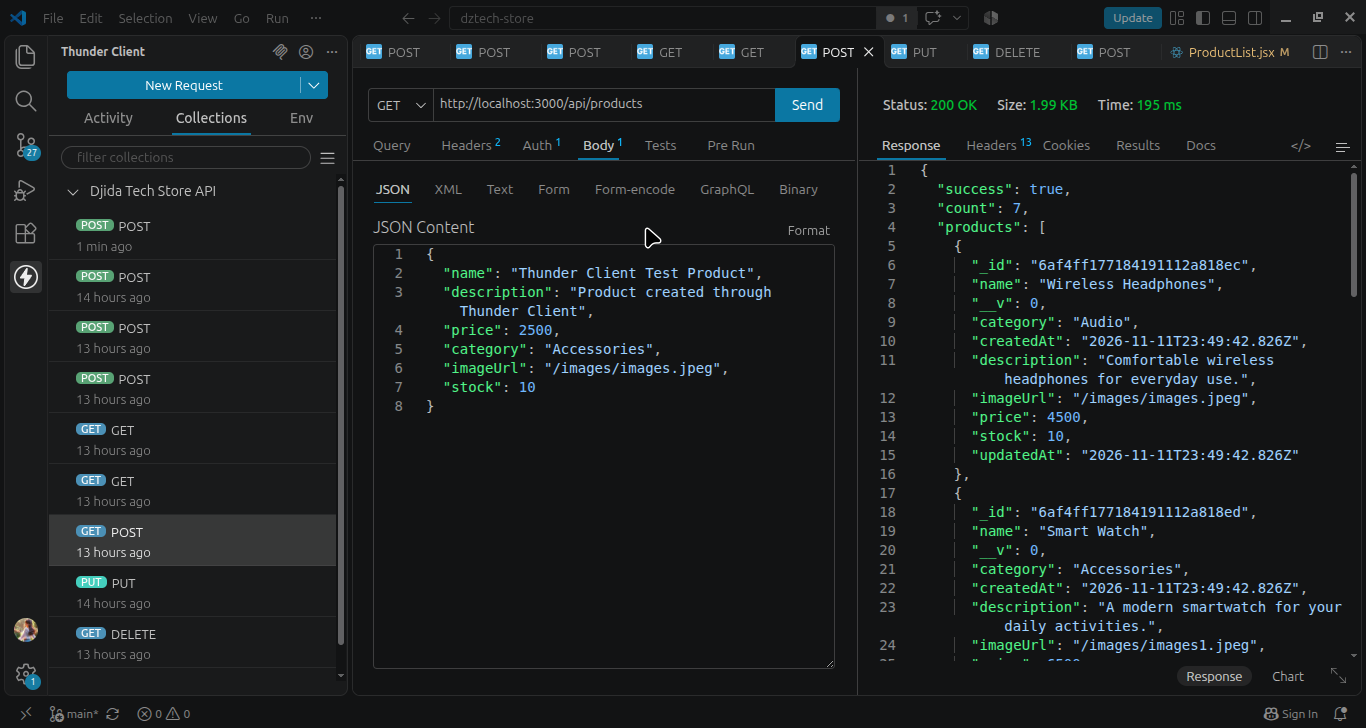 File Edit Selection View Go Run ··· dztech-store 1 Update
Thunder Client
New Request
Activity Collections Env
filter collections
Djida Tech Store API
POST POST
1 min ago
POST POST
14 hours ago
POST POST
13 hours ago
POST POST
13 hours ago
GET GET
13 hours ago
GET GET
13 hours ago
GET POST
13 hours ago
PUT PUT
14 hours ago
GET DELETE
13 hours ago
27
1
GET POST GET POST GET POST GET GET GET GET GET POST GET PUT GET DELETE GET POST ProductList.jsx M
GET http://localhost:3000/api/products Send
Query Headers 2 Auth 1 Body 1 Tests Pre Run
JSON XML Text Form Form-encode GraphQL Binary
JSON Content Format
1 {
2 "name": "Thunder Client Test Product",
3 "description": "Product created through
Thunder Client",
4 "price": 2500,
5 "category": "Accessories",
6 "imageUrl": "/images/images.jpeg",
7 "stock": 10
8 }
Status: 200 OK Size: 1.99 KB Time: 195 ms
Response Headers 13 Cookies Results Docs </>
1 {
2 "success": true,
3 "count": 7,
4 "products": [
5 {
6 "_id": "6af4ff177184191112a818ec",
7 "name": "Wireless Headphones",
8 "__v": 0,
9 "category": "Audio",
10 "createdAt": "2026-11-11T23:49:42.826Z",
11 "description": "Comfortable wireless
headphones for everyday use.",
12 "imageUrl": "/images/images.jpeg",
13 "price": 4500,
14 "stock": 10,
15 "updatedAt": "2026-11-11T23:49:42.826Z"
16 },
17 {
18 "_id": "6af4ff177184191112a818ed",
19 "name": "Smart Watch",
20 "__v": 0,
21 "category": "Accessories",
22 "createdAt": "2026-11-11T23:49:42.826Z",
23 "description": "A modern smartwatch for your
daily activities.",
24 "imageUrl": "/images/images1.jpeg",
Response Chart
main* 0 0 Sign In